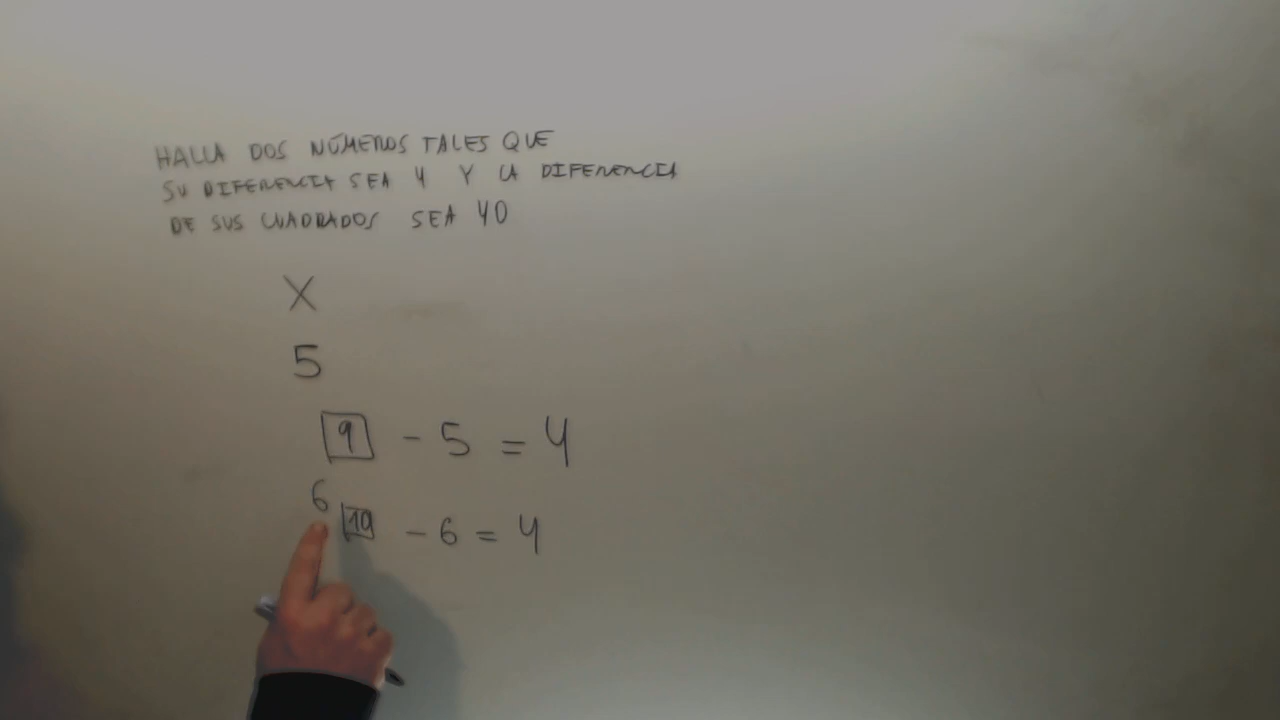 HALLA DOS NÚMEROS TALES QUE
SU DIFERENCIA SEA 4 Y LA DIFERENCIA
DE SUS CUADRADOS SEA 40
X
5
9 - 5 = 4
6
10 - 6 = 4